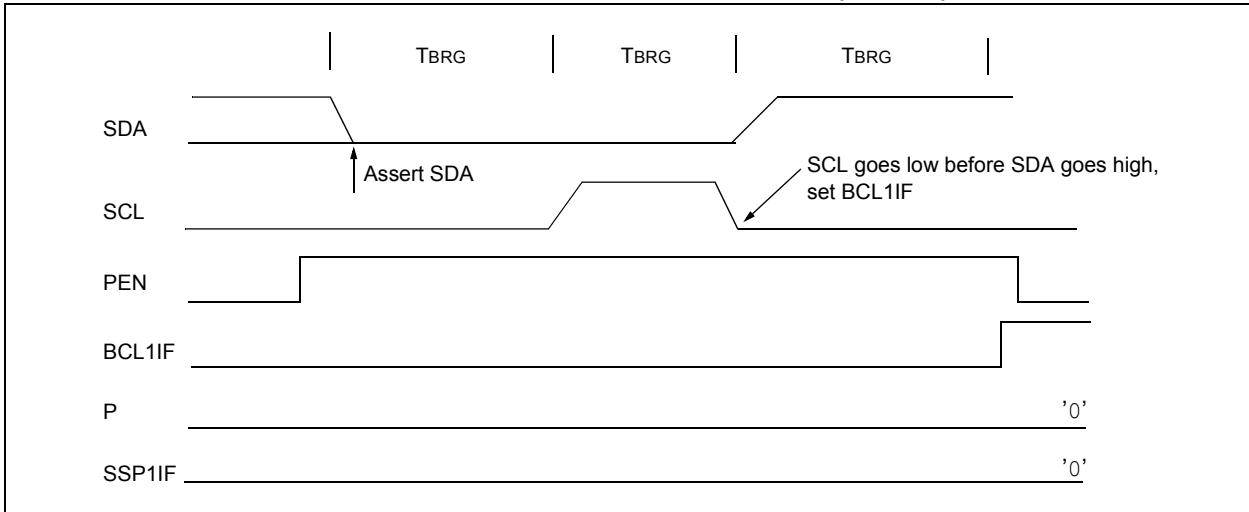 TBRG TBRG TBRG
SDA
Assert SDA
SCL goes low before SDA goes high,
set BCL1IF
SCL
PEN
BCL1IF
P
’0’
SSP1IF
’0’